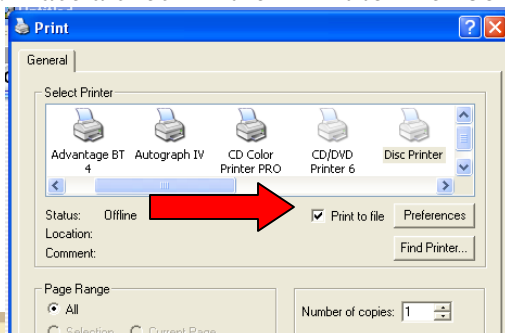 Print
General
Select Printer
Advantage BT 4
Autograph IV
CD Color Printer PRO
CD/DVD Printer 6
Disc Printer
Status: Offline
Print to file
Preferences
Location:
Comment:
Find Printer...
Page Range
All
Number of copies: 1
Selection
Current Page